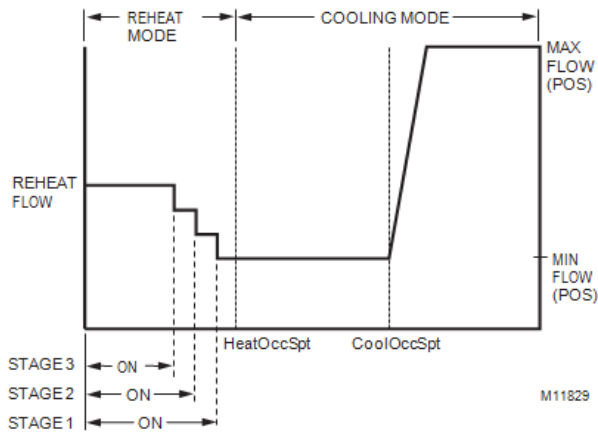 REHEAT
MODE
COOLING MODE
MAX
FLOW
(POS)
REHEAT
FLOW
MIN
FLOW
(POS)
HeatOccSpt
CoolOccSpt
STAGE 3
ON
STAGE 2
ON
STAGE 1
ON
M11829